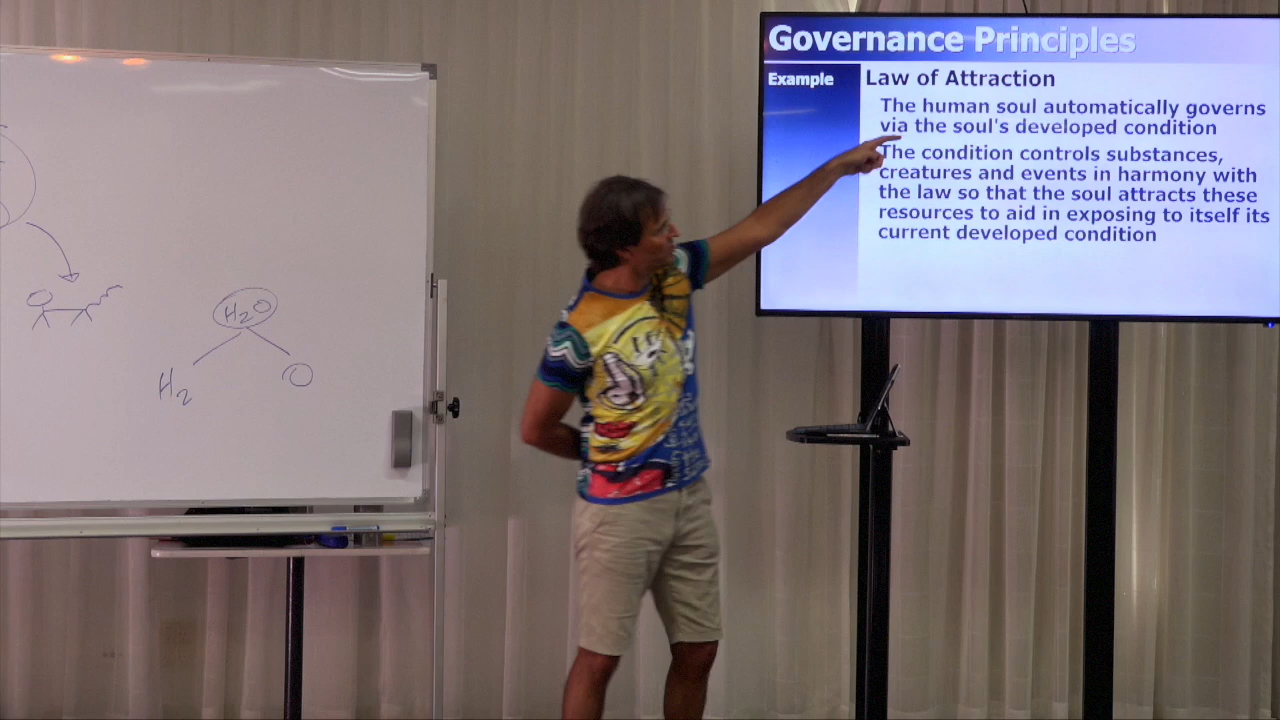 Governance Principles
Example
Law of Attraction
The human soul automatically governs
via the soul's developed condition
The condition controls substances,
creatures and events in harmony with
the law so that the soul attracts these
resources to aid in exposing to itself its
current developed condition
H₂O
H₂
O